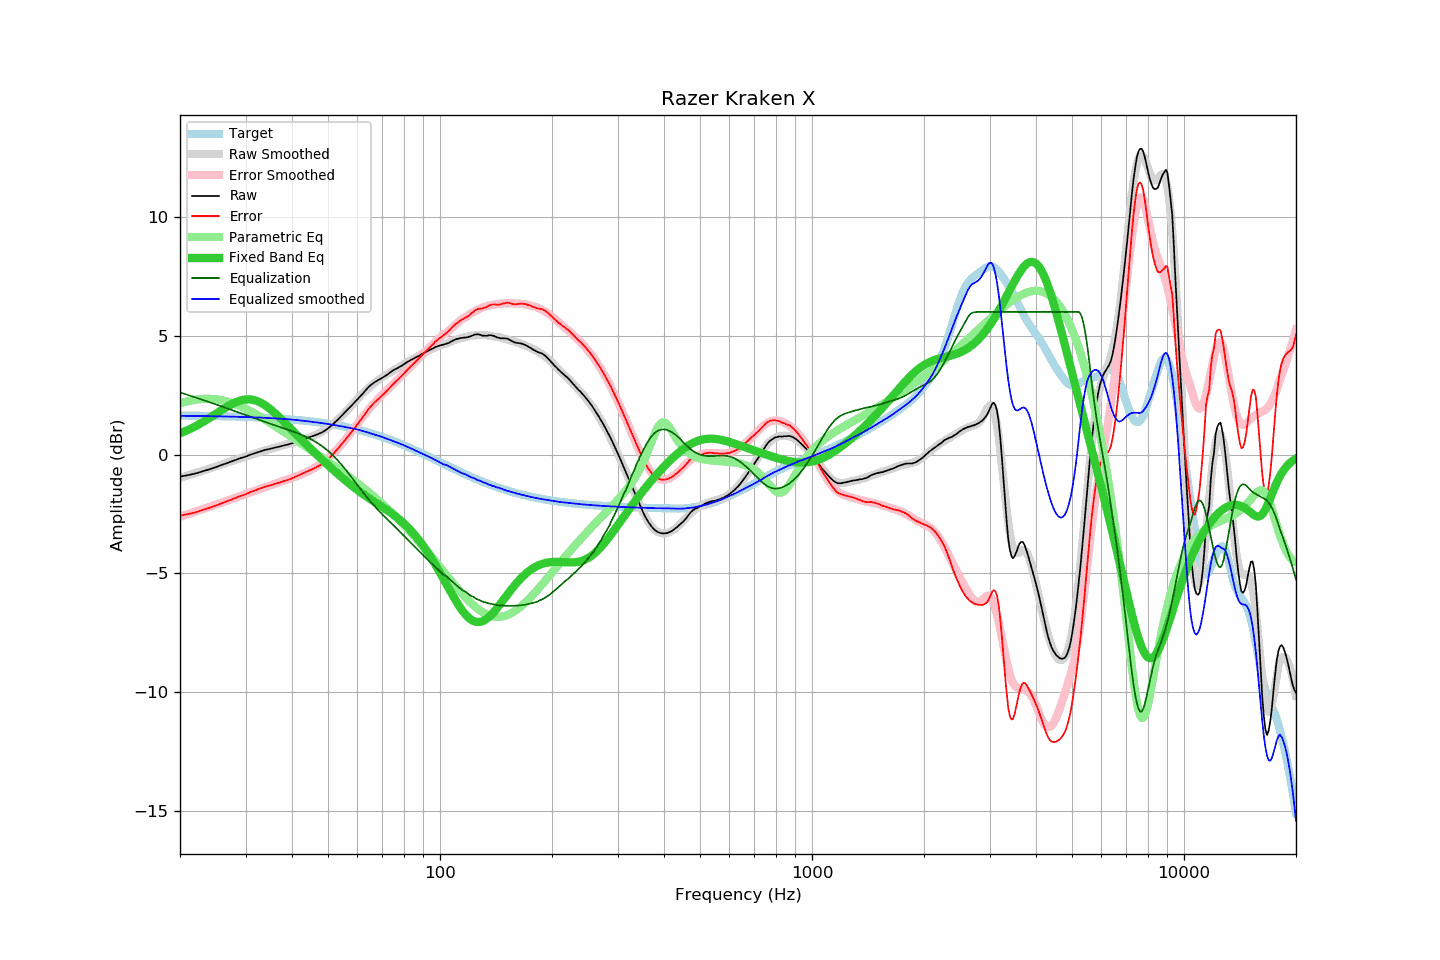 Razer Kraken X
Target
Raw Smoothed
Error Smoothed
Raw
Error
Parametric Eq
Fixed Band Eq
Equalization
Equalized smoothed
10
5
0
−5
−10
−15
Amplitude (dBr)
100 1000 10000
Frequency (Hz)